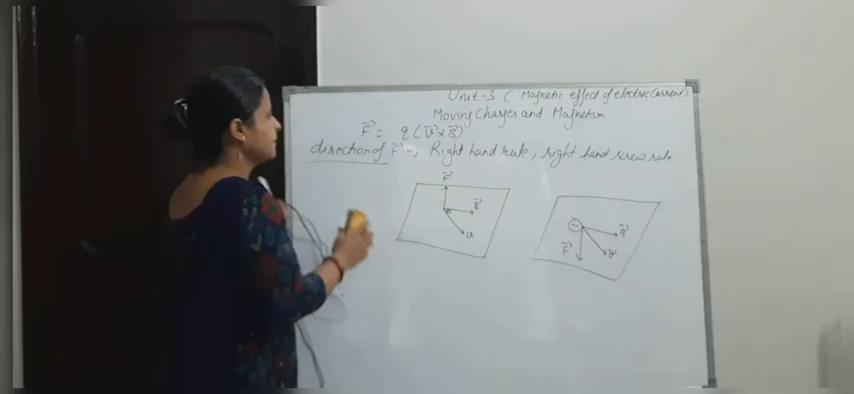 Unit-3 ( Magnetic effect of electric current)
Moving Charges and Magnetism
F⃗ = q (v⃗ x B⃗)
direction of F⃗ -, Right hand rule, right hand screw rule
F⃗
B⃗
v
−
B⃗
F⃗
v⃗